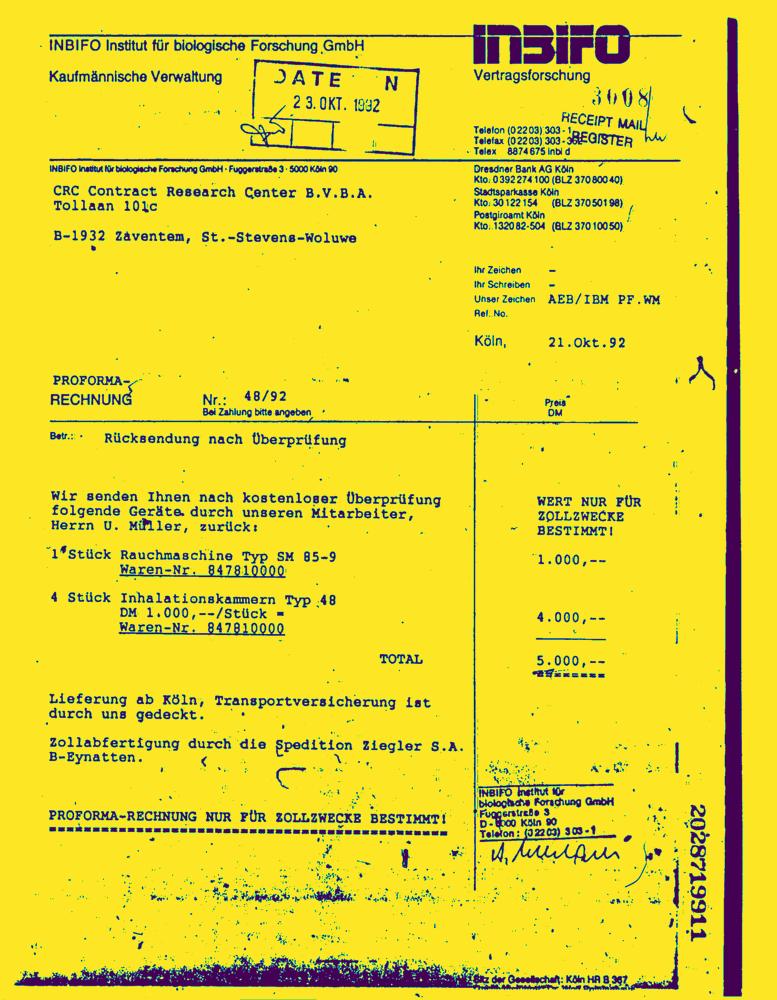 INBIFO Institut für biologische Forschung GmbH
INBIFO
Kaufmännische Verwaltung
Vertragsforschung
DATE N
23. OKT. 1992
3008
RECEIPT MAIL
REGISTER
Telefon (02203) 303-1
Telefax (02203) 303-
Telex 8874675 inbi d
INBIFO Institut für biologische Forschung GmbH · Fuggerstraße 3 · 5000 Köln 90
Dresdner Bank AG Köln
Kto. 0392274100 (BLZ 37080040)
Stadtsparkasse Köln
Kto. 30122154 (BLZ 37050198)
Postgiroamt Köln
Kto. 132082-504 (BLZ 37010050)
CRC Contract Research Center B.V.B.A.
Tollaan 101c
B-1932 Zaventem, St.-Stevens-Woluwe
Ihr Zeichen -
Ihr Schreiben -
Unser Zeichen AEB/IBM PF.WM
Ref. No.
Köln, 21.Okt.92
PROFORMA-
RECHNUNG Nr.: 48/92
Bei Zahlung bitte angeben
Preis
DM
Betr.: Rücksendung nach Überprüfung
Wir senden Ihnen nach kostenloser Überprüfung
folgende Geräte durch unseren Mitarbeiter,
Herrn U. Müller, zurück:
WERT NUR FÜR
ZOLLZWECKE
BESTIMMT!
1 Stück Rauchmaschine Typ SM 85-9 1.000,--
Waren-Nr. 847810000
4 Stück Inhalationskammern Typ 48
DM 1.000,--/Stück = 4.000,--
Waren-Nr. 847810000
TOTAL 5.000,--
Lieferung ab Köln, Transportversicherung ist
durch uns gedeckt.
Zollabfertigung durch die Spedition Ziegler S.A.
B-Eynatten.
PROFORMA-RECHNUNG NUR FÜR ZOLLZWECKE BESTIMMT!
INBIFO Institut für
biologische Forschung GmbH
Fuggerstraße 3
D-5000 Köln 90
Telefon: (02203) 303-1
2028719911
Sitz der Gesellschaft: Köln HR B 367